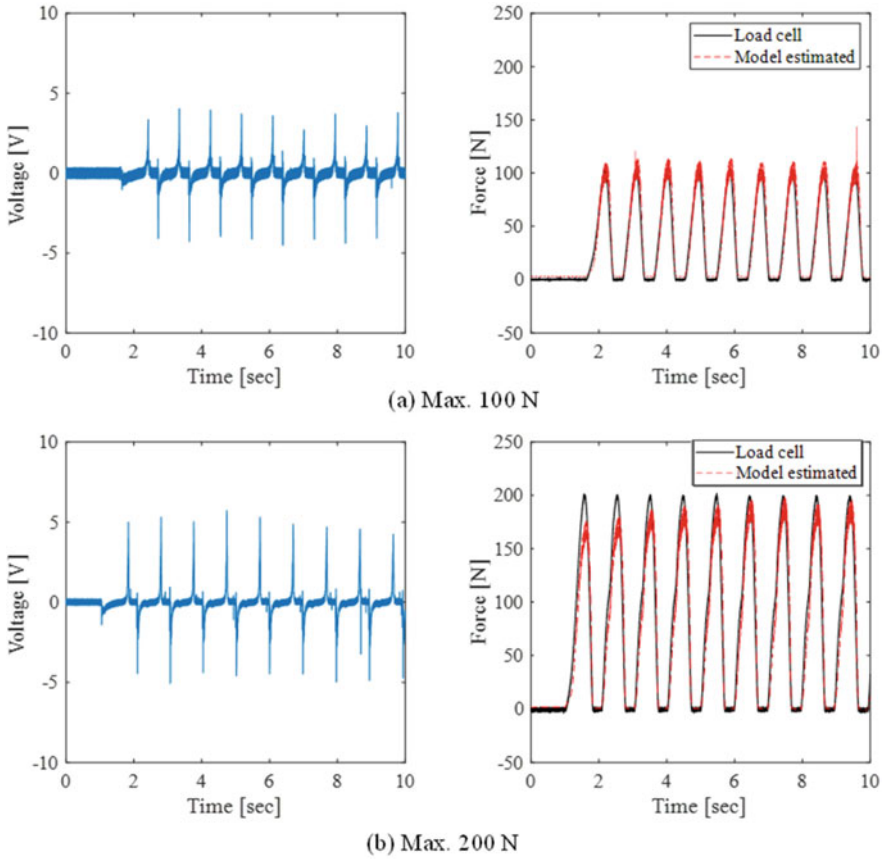 10
5
0
-5
-10
Voltage [V]
0 2 4 6 8 10
Time [sec]
250
200
150
100
50
0
-50
Force [N]
Load cell
Model estimated
0 2 4 6 8 10
Time [sec]
(a) Max. 100 N
10
5
0
-5
-10
Voltage [V]
0 2 4 6 8 10
Time [sec]
250
200
150
100
50
0
-50
Force [N]
Load cell
Model estimated
0 2 4 6 8 10
Time [sec]
(b) Max. 200 N